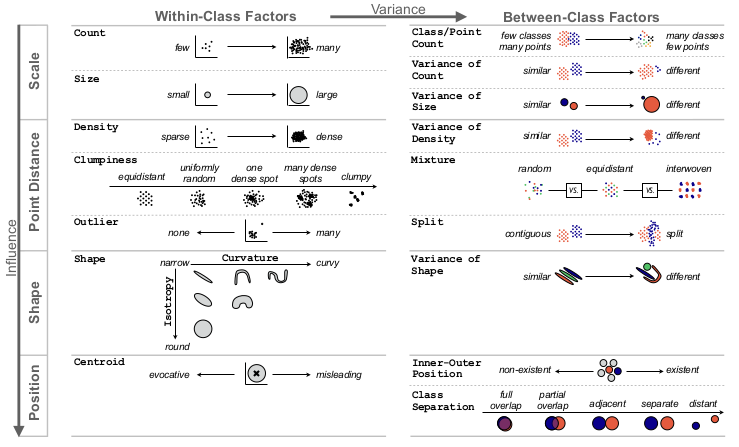 Within-Class Factors
Variance
Between-Class Factors
Influence
Scale
Point Distance
Shape
Position
Count
few
many
Size
small
large
Density
sparse
dense
Clumpiness
equidistant
uniformly
random
one
dense spot
many dense
spots
clumpy
Outlier
none
many
Shape
narrow
Curvature
curvy
Isotropy
round
Centroid
evocative
misleading
Class/Point
Count
few classes
many points
many classes
few points
Variance of
Count
similar
different
Variance of
Size
similar
different
Variance of
Density
similar
different
Mixture
random
equidistant
interwoven
vs.
vs.
Split
contiguous
split
Variance of
Shape
similar
different
Inner-Outer
Position
non-existent
existent
Class
Separation
full
overlap
partial
overlap
adjacent
separate
distant